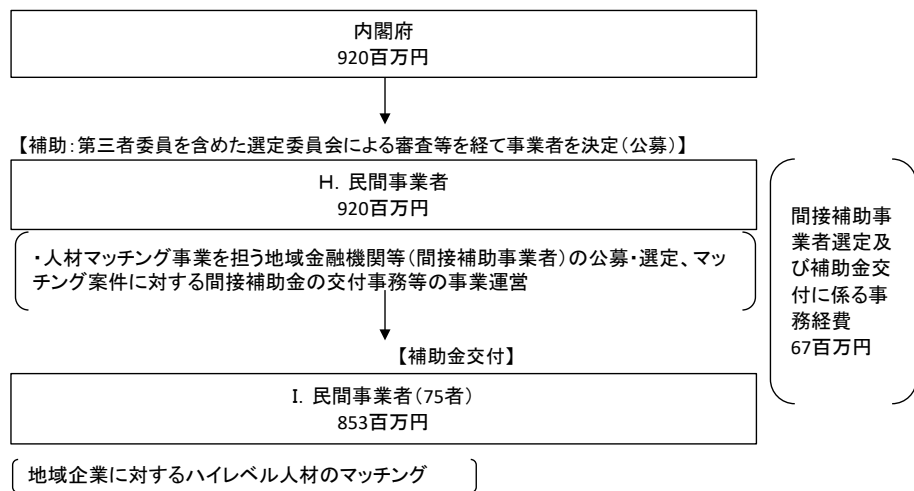 内閣府
920百万円
【補助：第三者委員を含めた選定委員会による審査等を経て事業者を決定（公募）】
H．民間事業者
920百万円
・人材マッチング事業を担う地域金融機関等（間接補助事業者）の公募・選定、マッ
チング案件に対する間接補助金の交付事務等の事業運営
間接補助事
業者選定及
び補助金交
付に係る事
務経費
67百万円
【補助金交付】
I．民間事業者（75者）
853百万円
地域企業に対するハイレベル人材のマッチング